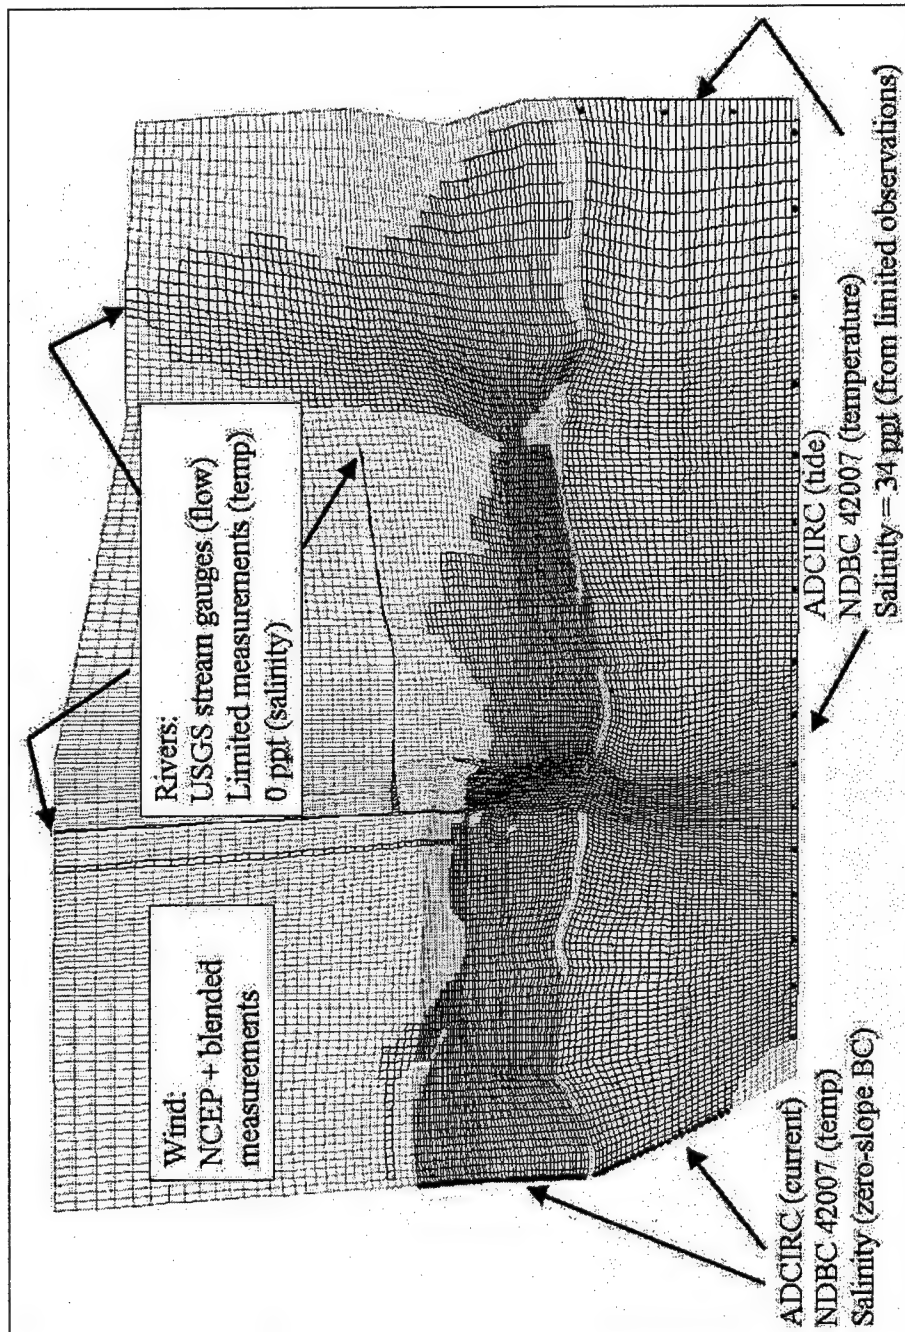 Wind:
NCEP + blended
measurements
Rivers:
USGS stream gauges (flow)
Limited measurements (temp)
0 ppt (salinity)
ADCIRC (current)
NDBC 42007 (temp)
Salinity (zero-slope BC)
ADCIRC (tide)
NDBC 42007 (temperature)
Salinity = 34 ppt (from limited observations)